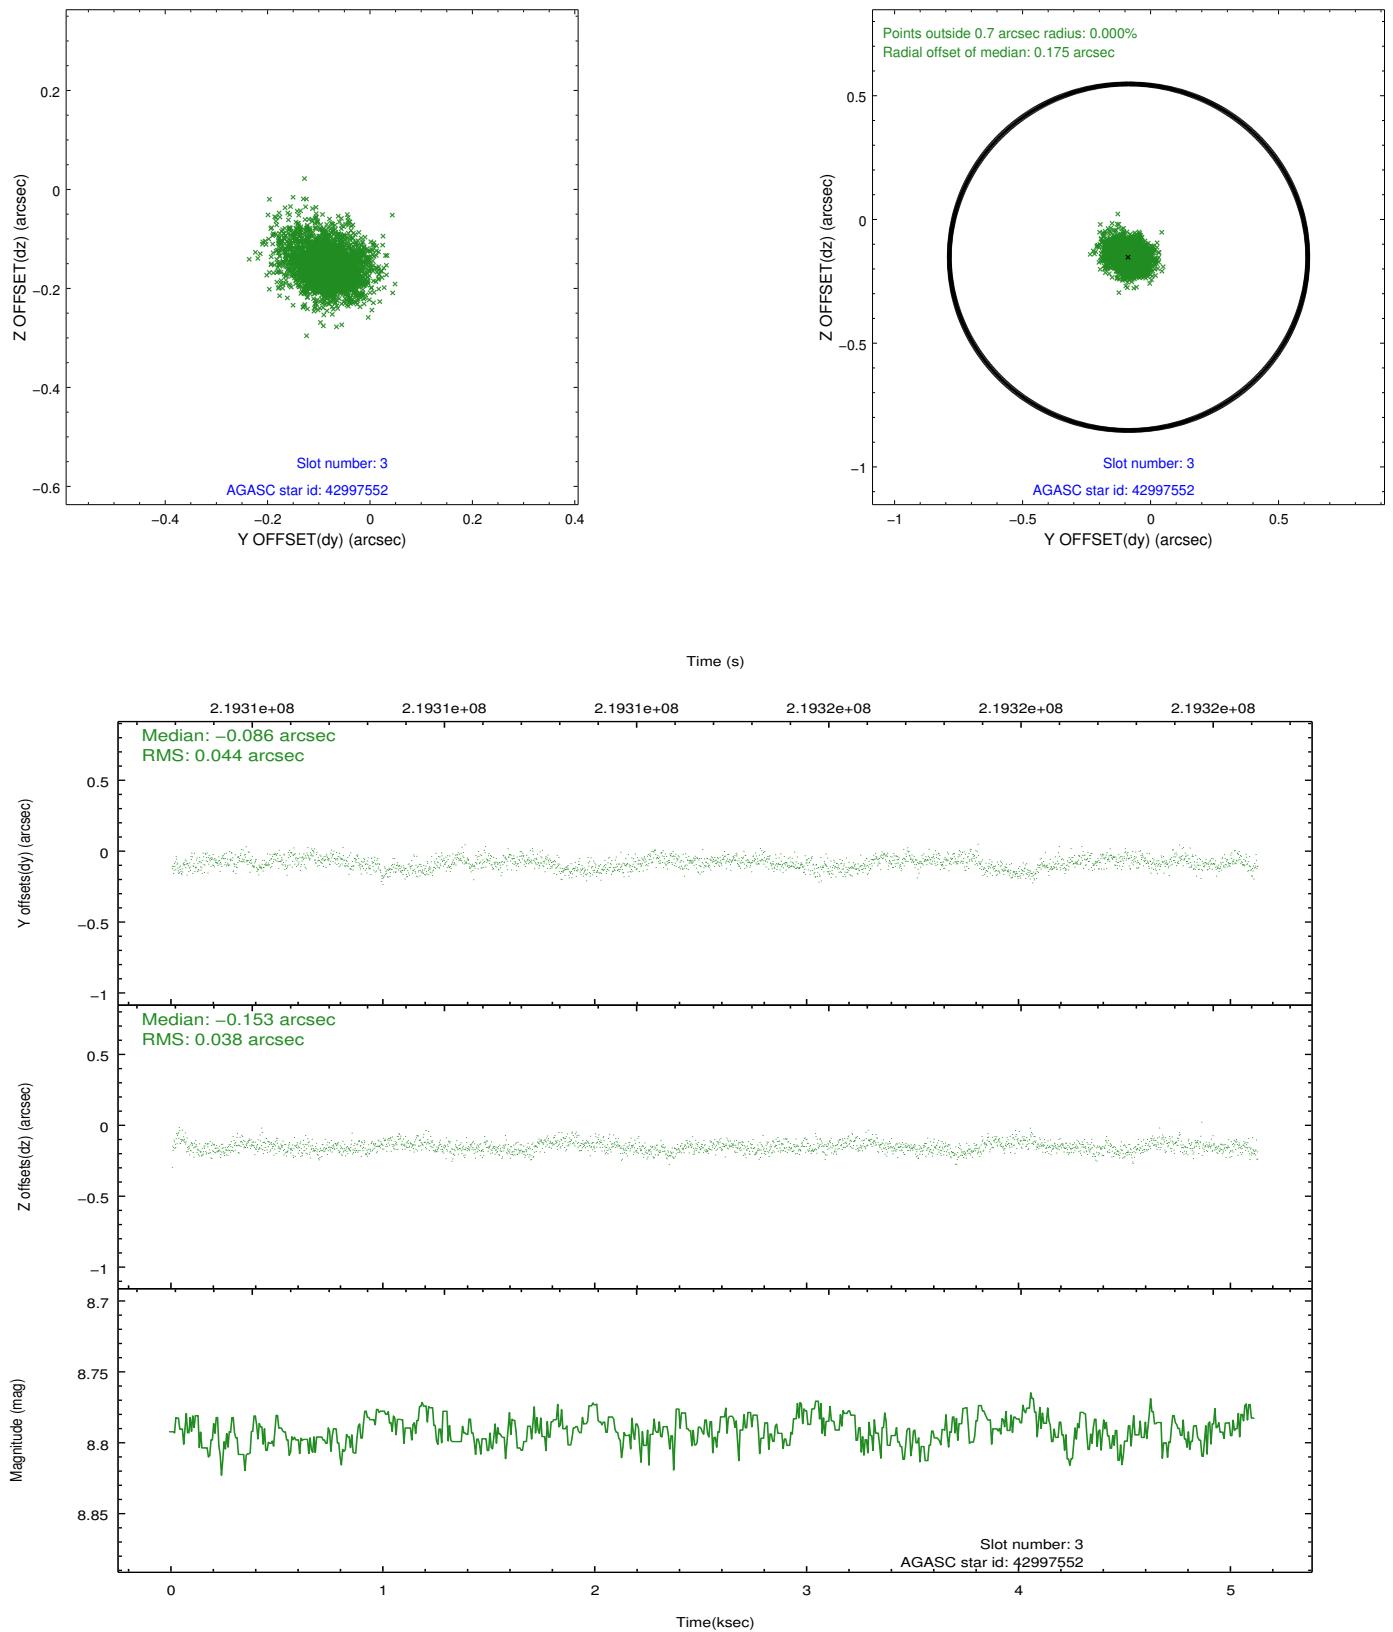 0.2
0
−0.2
−0.4
−0.6
Z OFFSET(dz) (arcsec)
Slot number: 3
AGASC star id: 42997552
−0.4 −0.2 0 0.2 0.4
Y OFFSET(dy) (arcsec)
Points outside 0.7 arcsec radius: 0.000%
Radial offset of median: 0.175 arcsec
0.5
0
−0.5
−1
Z OFFSET(dz) (arcsec)
Slot number: 3
AGASC star id: 42997552
−1 −0.5 0 0.5
Y OFFSET(dy) (arcsec)
Time (s)
2.1931e+08 2.1931e+08 2.1931e+08 2.1932e+08 2.1932e+08 2.1932e+08
Median: −0.086 arcsec
RMS: 0.044 arcsec
0.5
0
−0.5
−1
Y offsets(dy) (arcsec)
Median: −0.153 arcsec
RMS: 0.038 arcsec
0.5
0
−0.5
−1
Z offsets(dz) (arcsec)
8.7
8.75
8.8
8.85
Magnitude (mag)
Slot number: 3
AGASC star id: 42997552
0 1 2 3 4 5
Time(ksec)